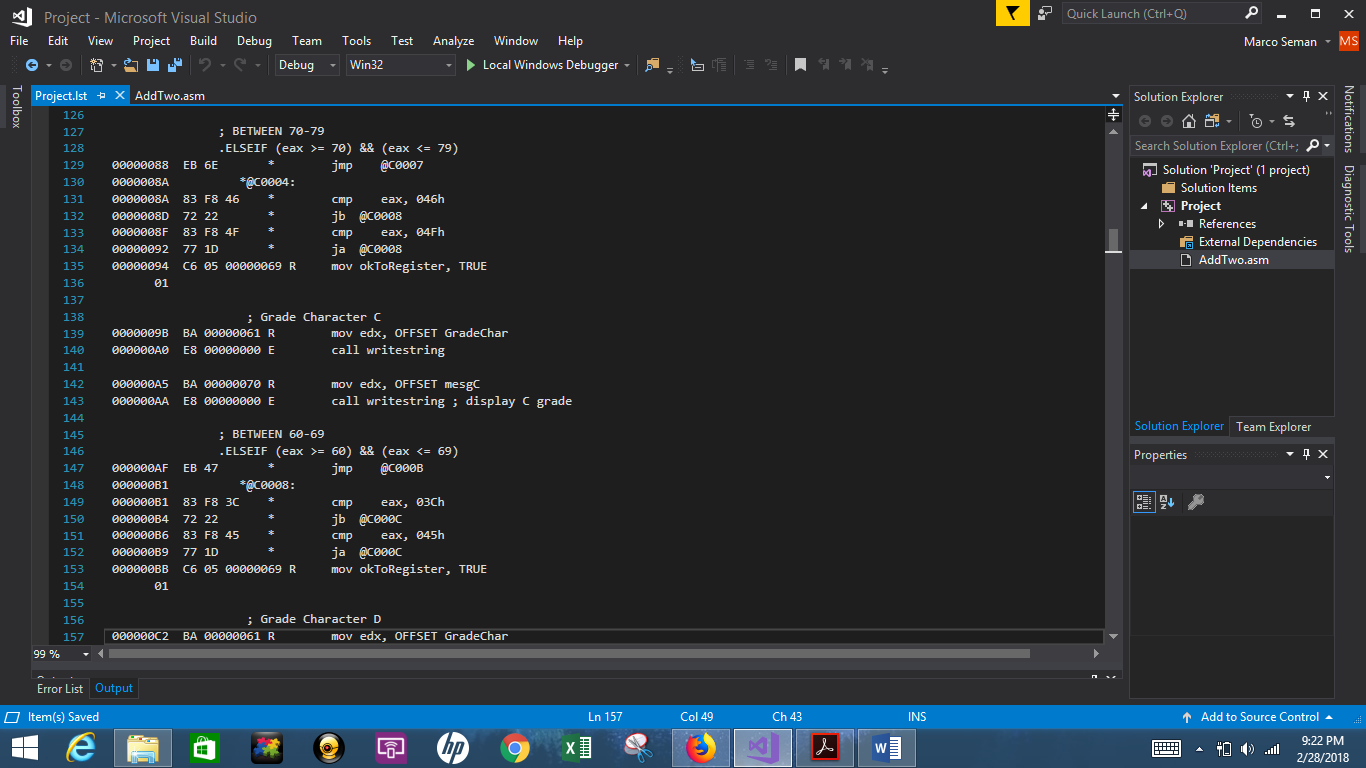 Project - Microsoft Visual Studio
Quick Launch (Ctrl+Q)
File Edit View Project Build Debug Team Tools Test Analyze Window Help
Marco Seman MS
Debug Win32 Local Windows Debugger
Toolbox
Project.lst AddTwo.asm
126
127 ; BETWEEN 70-79
128 .ELSEIF (eax >= 70) && (eax <= 79)
129 00000088 EB 6E * jmp @C0007
130 0000008A *@C0004:
131 0000008A 83 F8 46 * cmp eax, 046h
132 0000008D 72 22 * jb @C0008
133 0000008F 83 F8 4F * cmp eax, 04Fh
134 00000092 77 1D * ja @C0008
135 00000094 C6 05 00000069 R mov okToRegister, TRUE
136 01
137
138 ; Grade Character C
139 0000009B BA 00000061 R mov edx, OFFSET GradeChar
140 000000A0 E8 00000000 E call writestring
141
142 000000A5 BA 00000070 R mov edx, OFFSET mesgC
143 000000AA E8 00000000 E call writestring ; display C grade
144
145 ; BETWEEN 60-69
146 .ELSEIF (eax >= 60) && (eax <= 69)
147 000000AF EB 47 * jmp @C000B
148 000000B1 *@C0008:
149 000000B1 83 F8 3C * cmp eax, 03Ch
150 000000B4 72 22 * jb @C000C
151 000000B6 83 F8 45 * cmp eax, 045h
152 000000B9 77 1D * ja @C000C
153 000000BB C6 05 00000069 R mov okToRegister, TRUE
154 01
155
156 ; Grade Character D
157 000000C2 BA 00000061 R mov edx, OFFSET GradeChar
99 %
Error List Output
Solution Explorer
Search Solution Explorer (Ctrl+;
Solution 'Project' (1 project)
Solution Items
Project
References
External Dependencies
AddTwo.asm
Solution Explorer Team Explorer
Properties
Notifications
Diagnostic Tools
Item(s) Saved Ln 157 Col 49 Ch 43 INS Add to Source Control
9:22 PM
2/28/2018